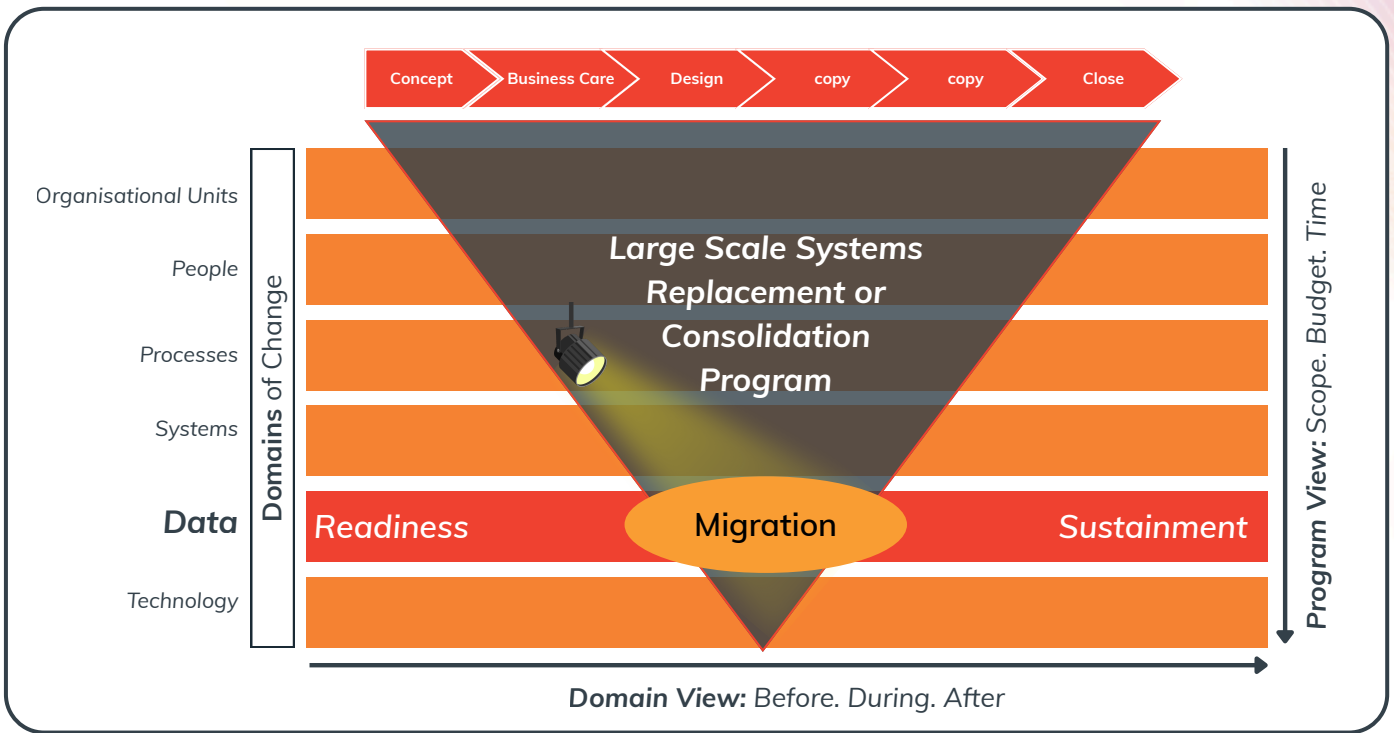 Concept
Business Care
Design
copy
copy
Close
Organisational Units
People
Processes
Systems
Data
Technology
Domains of Change
Large Scale Systems
Replacement or
Consolidation
Program
Readiness
Migration
Sustainment
Program View: Scope. Budget. Time
Domain View: Before. During. After